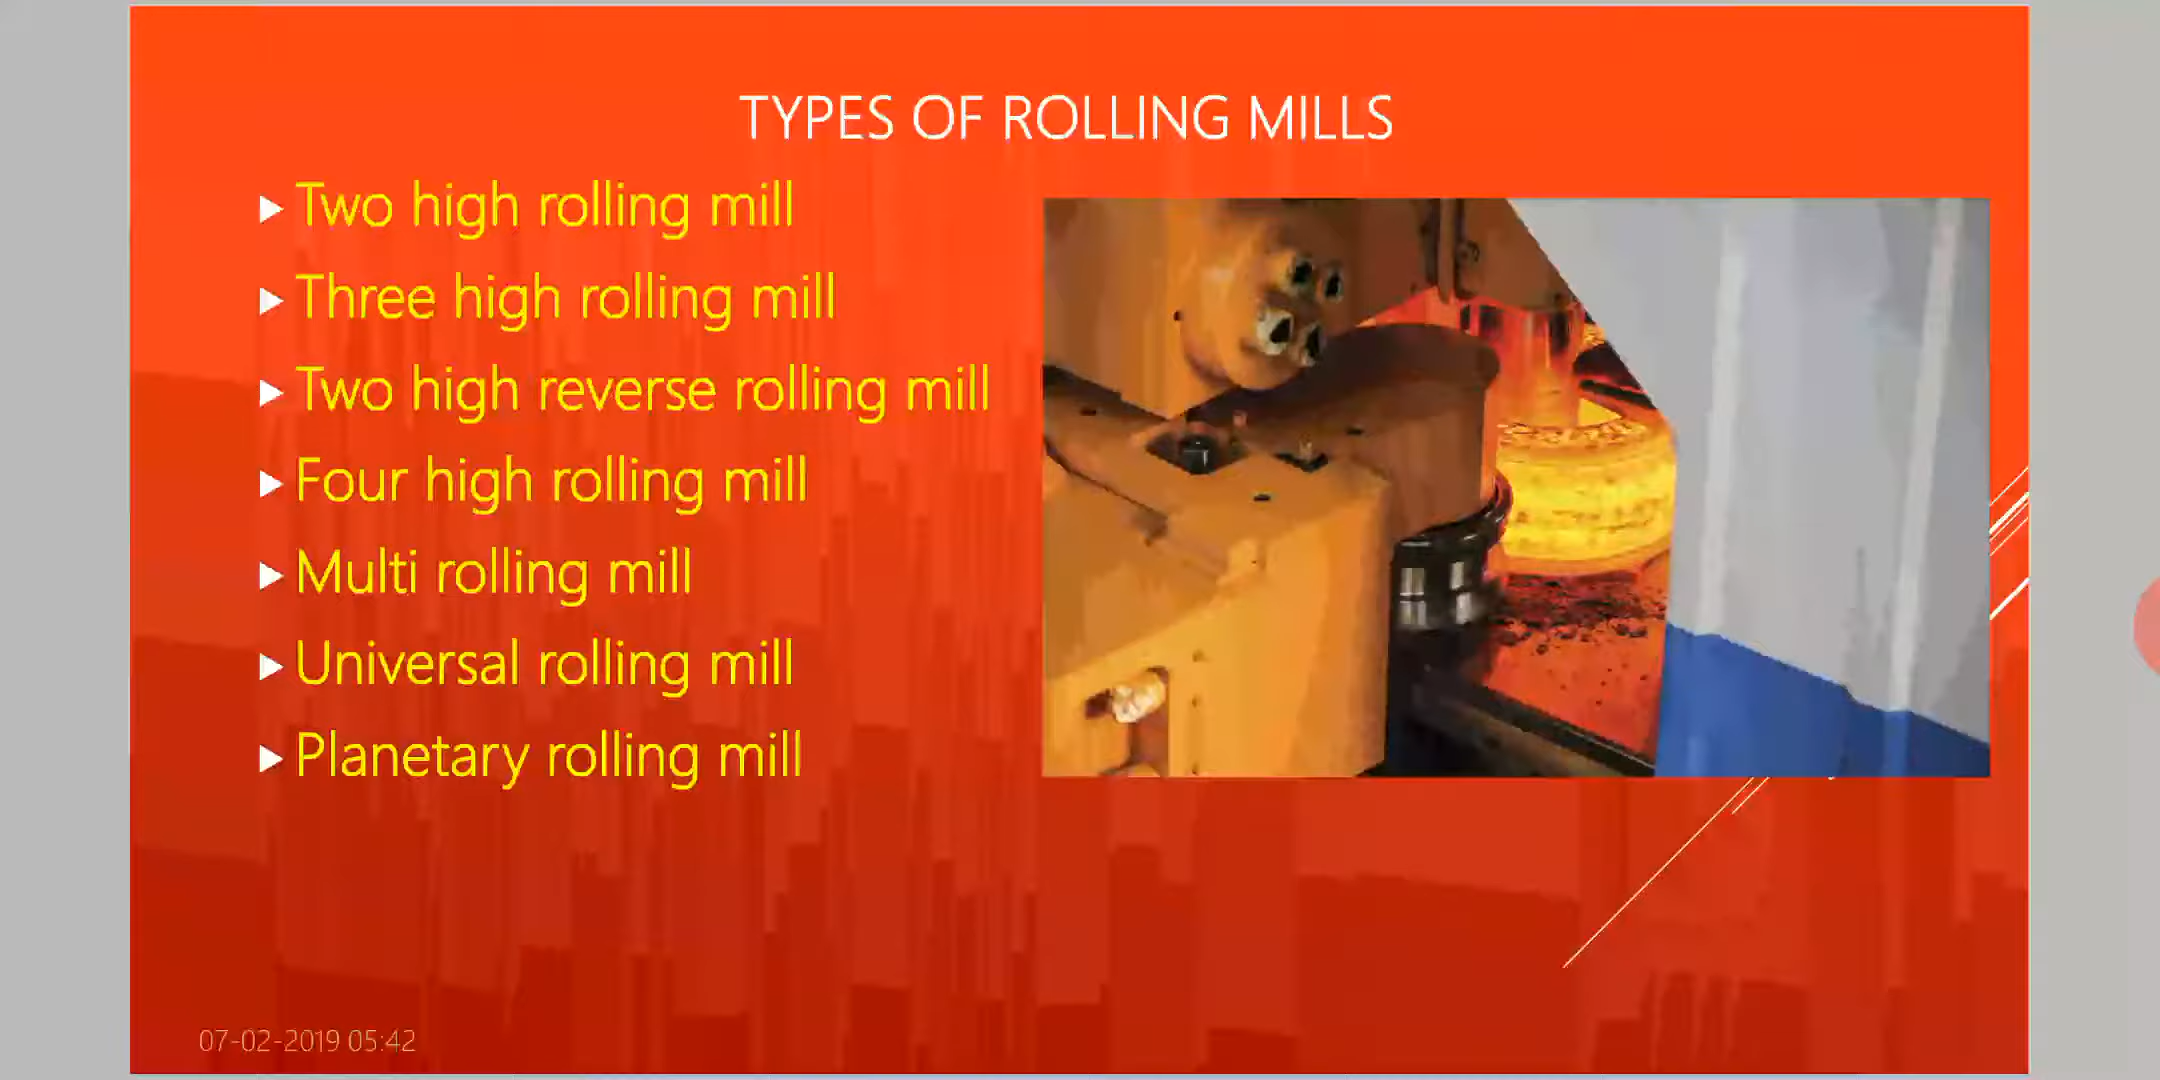 TYPES OF ROLLING MILLS
Two high rolling mill
Three high rolling mill
Two high reverse rolling mill
Four high rolling mill
Multi rolling mill
Universal rolling mill
Planetary rolling mill
07-02-2019 05:42